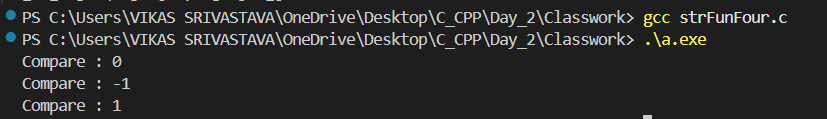 PS C:\Users\VIKAS SRIVASTAVA\OneDrive\Desktop\C_CPP\Day_2\Classwork> gcc strFunFour.c
PS C:\Users\VIKAS SRIVASTAVA\OneDrive\Desktop\C_CPP\Day_2\Classwork> .\a.exe
Compare : 0
Compare : -1
Compare : 1